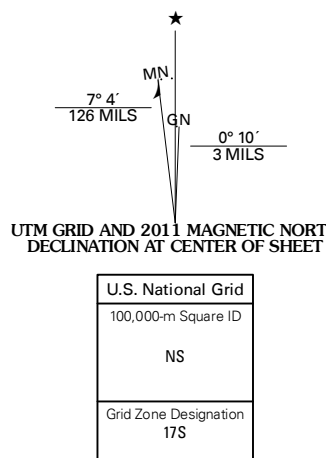 ★
MN.
7° 4´
126 MILS
GN
0° 10´
3 MILS
UTM GRID AND 2011 MAGNETIC NORT
DECLINATION AT CENTER OF SHEET
U.S. National Grid
100,000-m Square ID
NS
Grid Zone Designation
17S